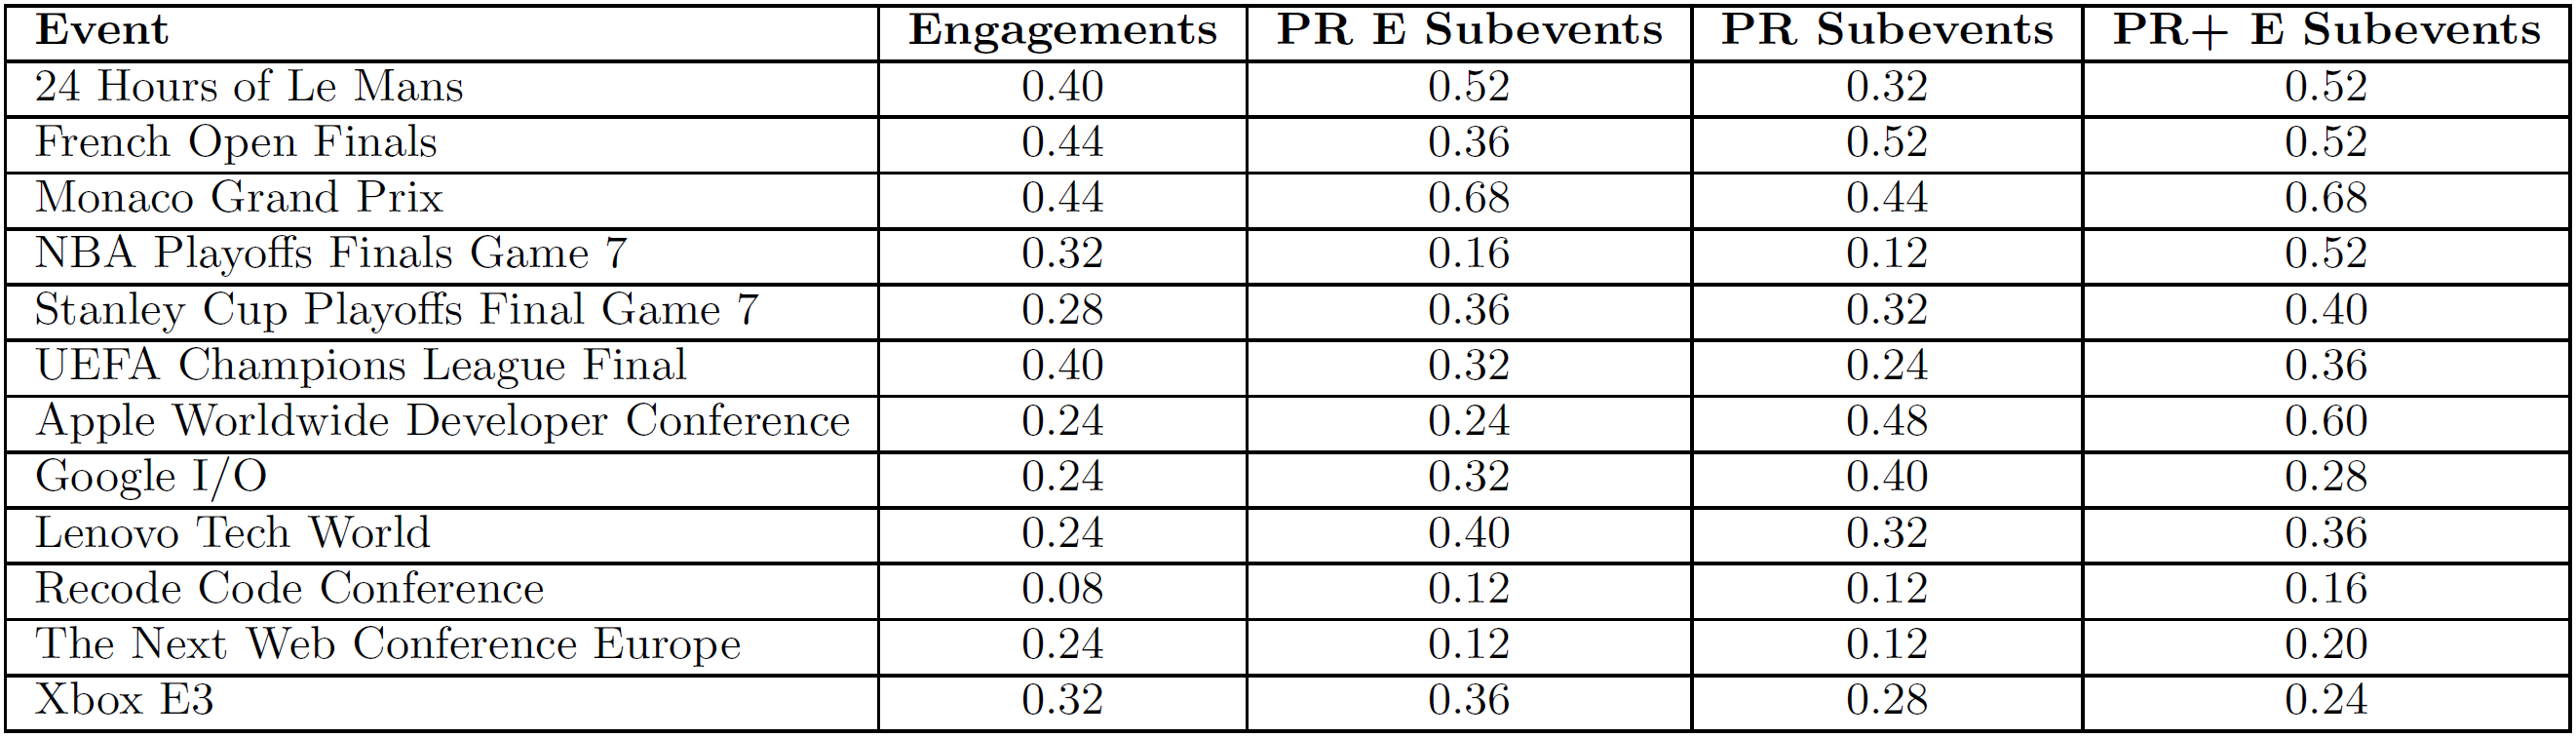 Event Engagements PR E Subevents PR Subevents PR+ E Subevents
24 Hours of Le Mans 0.40 0.52 0.32 0.52
French Open Finals 0.44 0.36 0.52 0.52
Monaco Grand Prix 0.44 0.68 0.44 0.68
NBA Playoffs Finals Game 7 0.32 0.16 0.12 0.52
Stanley Cup Playoffs Final Game 7 0.28 0.36 0.32 0.40
UEFA Champions League Final 0.40 0.32 0.24 0.36
Apple Worldwide Developer Conference 0.24 0.24 0.48 0.60
Google I/O 0.24 0.32 0.40 0.28
Lenovo Tech World 0.24 0.40 0.32 0.36
Recode Code Conference 0.08 0.12 0.12 0.16
The Next Web Conference Europe 0.24 0.12 0.12 0.20
Xbox E3 0.32 0.36 0.28 0.24